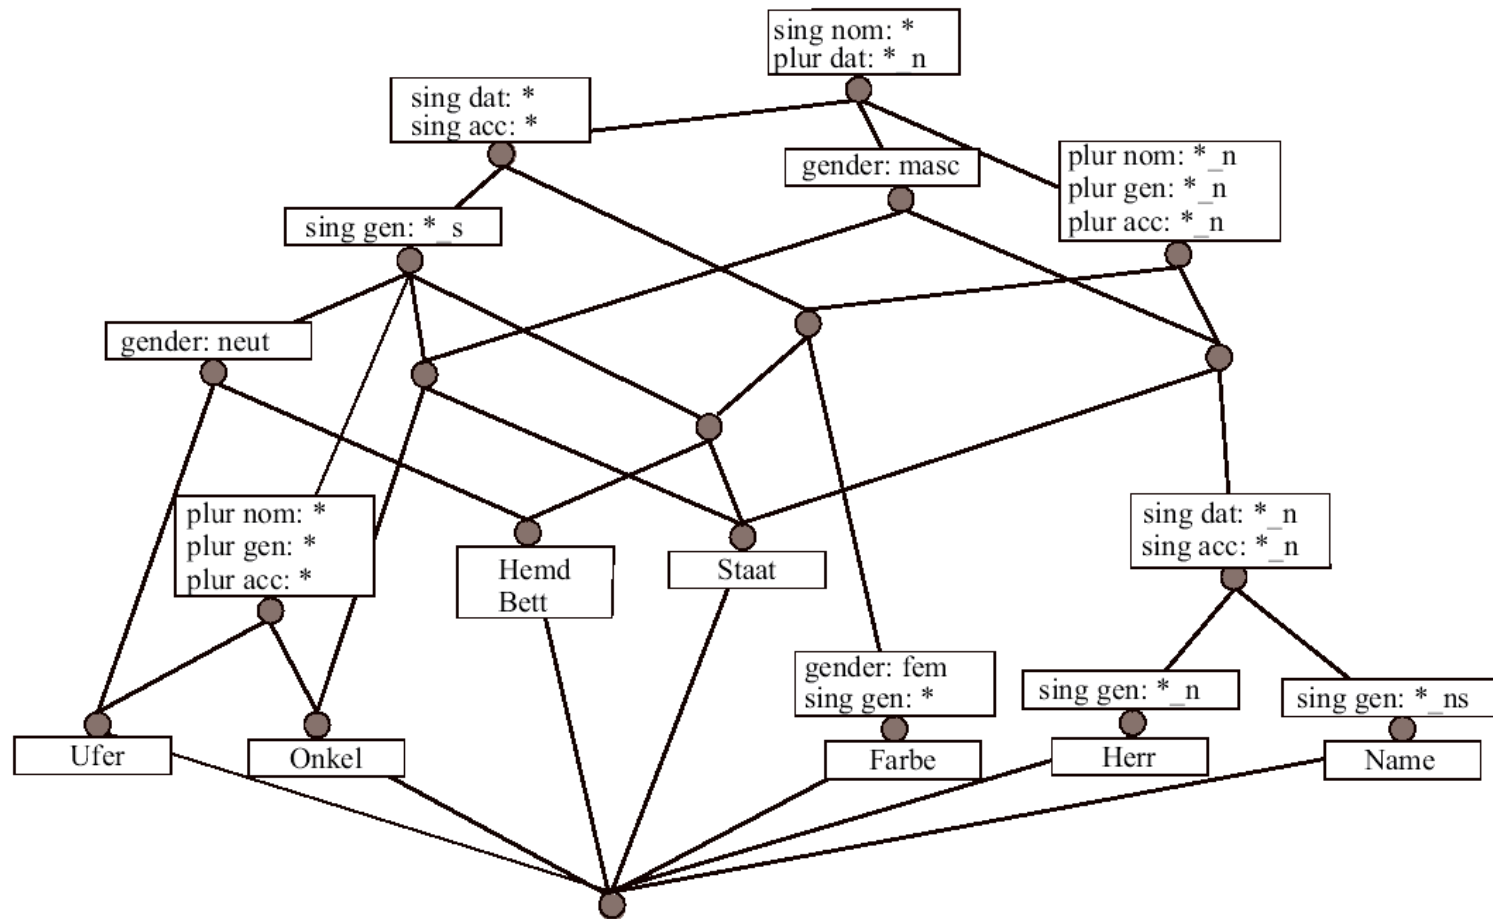 sing nom: *
plur dat: *_n
sing dat: *
sing acc: *
gender: masc
plur nom: *_n
plur gen: *_n
plur acc: *_n
sing gen: *_s
gender: neut
plur nom: *
plur gen: *
plur acc: *
Hemd
Bett
Staat
sing dat: *_n
sing acc: *_n
gender: fem
sing gen: *
sing gen: *_n
sing gen: *_ns
Ufer
Onkel
Farbe
Herr
Name